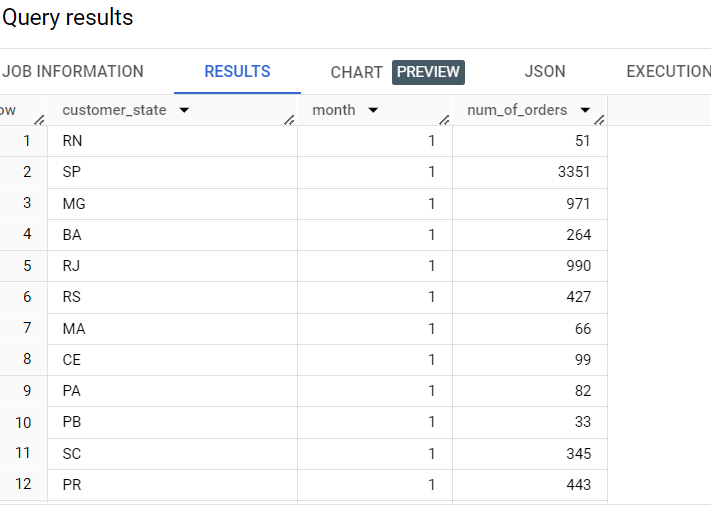 Query results
JOB INFORMATION RESULTS CHART PREVIEW JSON EXECUTION
ow customer_state month num_of_orders
1 RN 1 51
2 SP 1 3351
3 MG 1 971
4 BA 1 264
5 RJ 1 990
6 RS 1 427
7 MA 1 66
8 CE 1 99
9 PA 1 82
10 PB 1 33
11 SC 1 345
12 PR 1 443